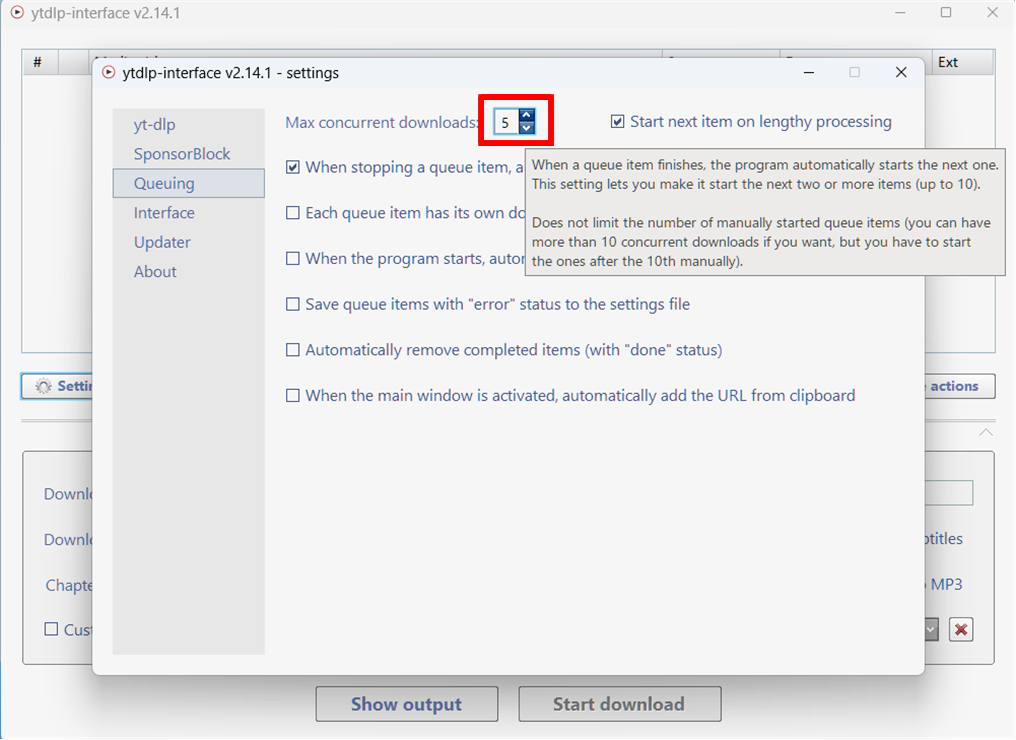 ytdlp-interface v2.14.1
#
Ext
ytdlp-interface v2.14.1 - settings
yt-dlp
SponsorBlock
Queuing
Interface
Updater
About
Max concurrent downloads:
5
Start next item on lengthy processing
When stopping a queue item, a
When a queue item finishes, the program automatically starts the next one.
This setting lets you make it start the next two or more items (up to 10).
Does not limit the number of manually started queue items (you can have
more than 10 concurrent downloads if you want, but you have to start
the ones after the 10th manually).
Each queue item has its own do
When the program starts, autor
Save queue items with "error" status to the settings file
Automatically remove completed items (with "done" status)
When the main window is activated, automatically add the URL from clipboard
Settin
actions
Downlo
Downlo
otitles
Chapte
MP3
Cust
Show output
Start download